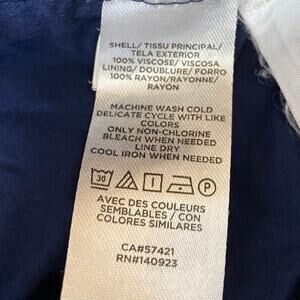 SHELL/ TISSU PRINCIPAL/
TELA EXTERIOR
100% VISCOSE/ VISCOSA
LINING/ DOUBLURE/ FORRO
100% RAYON/RAYONNE/
RAYÓN
MACHINE WASH COLD
DELICATE CYCLE WITH LIKE
COLORS
ONLY NON-CHLORINE
BLEACH WHEN NEEDED
LINE DRY
COOL IRON WHEN NEEDED
30 P
AVEC DES COULEURS
SEMBLABLES / CON
COLORES SIMILARES
CA#57421
RN#140923